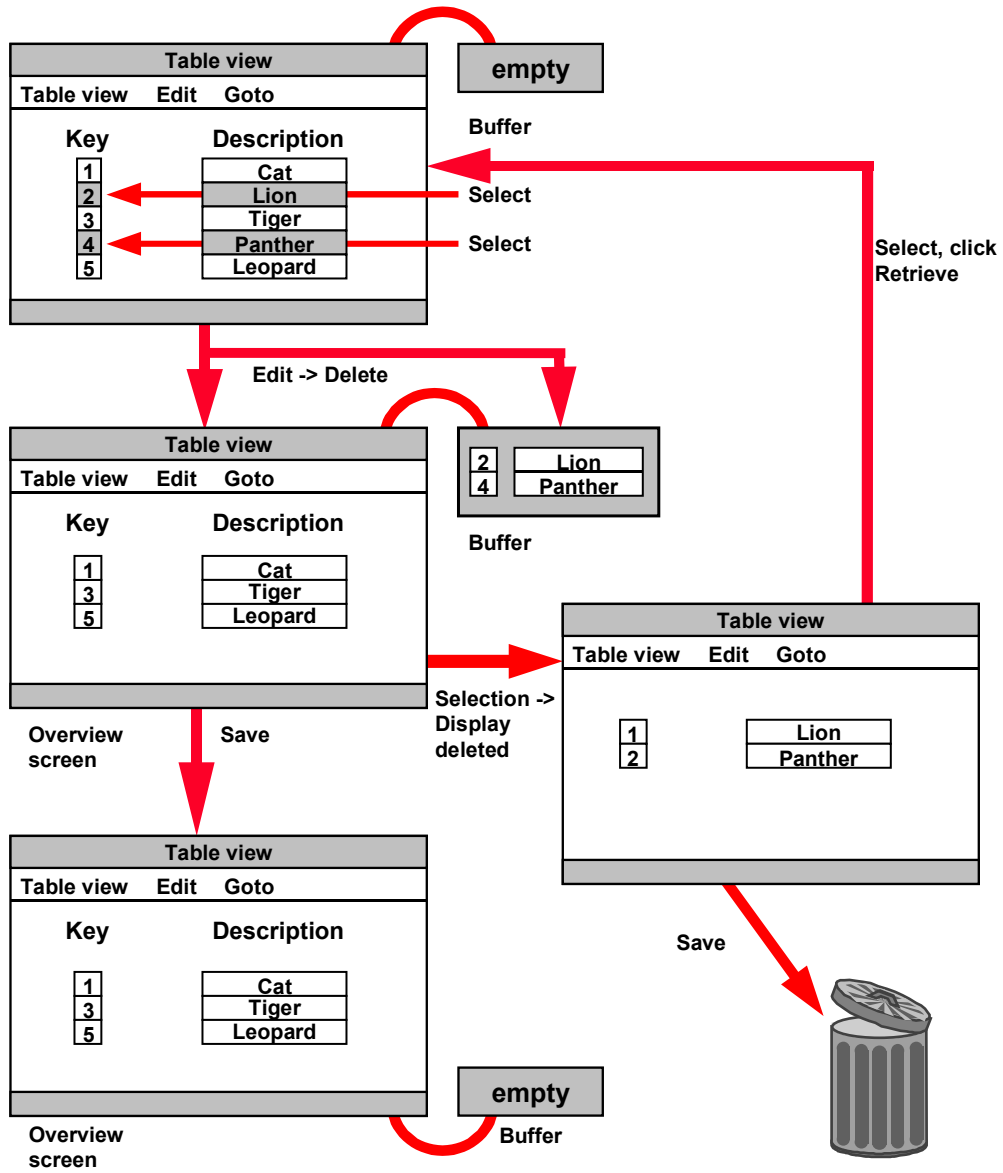 Table view
empty
Table view Edit Goto
Buffer
Key Description
1 Cat
2 Lion Select
3 Tiger
4 Panther Select
5 Leopard
Select, click
Retrieve
Edit -> Delete
Table view
Table view Edit Goto
2 Lion
4 Panther
Buffer
Key Description
1 Cat
3 Tiger
5 Leopard
Overview
screen
Save
Selection ->
Display
deleted
Table view
Table view Edit Goto
1 Lion
2 Panther
Save
Table view
Table view Edit Goto
Key Description
1 Cat
3 Tiger
5 Leopard
empty
Buffer
Overview
screen